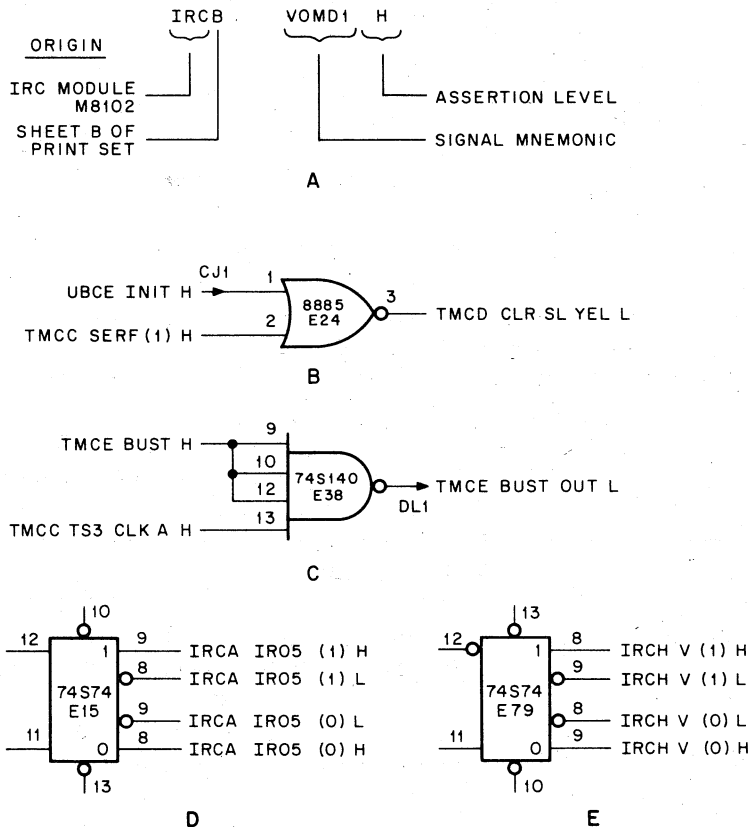 IRCB VOMD1 H
ORIGIN
IRC MODULE
M8102
ASSERTION LEVEL
SHEET B OF
PRINT SET
SIGNAL MNEMONIC
A
CJ1
UBCE INIT H
1
8885
E24
3
TMCD CLR SL YEL L
TMCC SERF(1) H
2
B
TMCE BUST H
9
10
12
74S140
E38
TMCE BUST OUT L
DL1
TMCC TS3 CLK A H
13
C
10
12
1
9
IRCA IR05 (1) H
8
IRCA IR05 (1) L
74S74
E15
9
IRCA IR05 (0) L
11
0
8
IRCA IR05 (0) H
13
D
13
12
1
8
IRCH V (1) H
9
IRCH V (1) L
74S74
E79
8
IRCH V (0) L
11
0
9
IRCH V (0) H
10
E